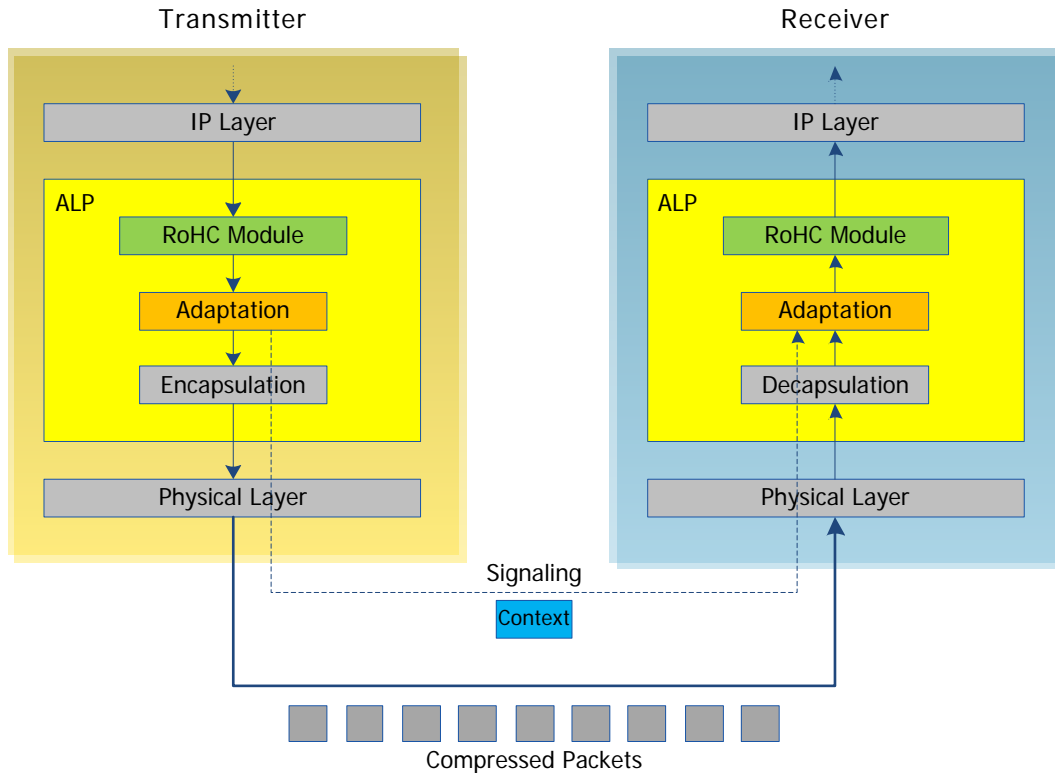 Transmitter
Receiver
IP Layer
IP Layer
ALP
ALP
RoHC Module
RoHC Module
Adaptation
Adaptation
Encapsulation
Decapsulation
Physical Layer
Physical Layer
Signaling
Context
Compressed Packets